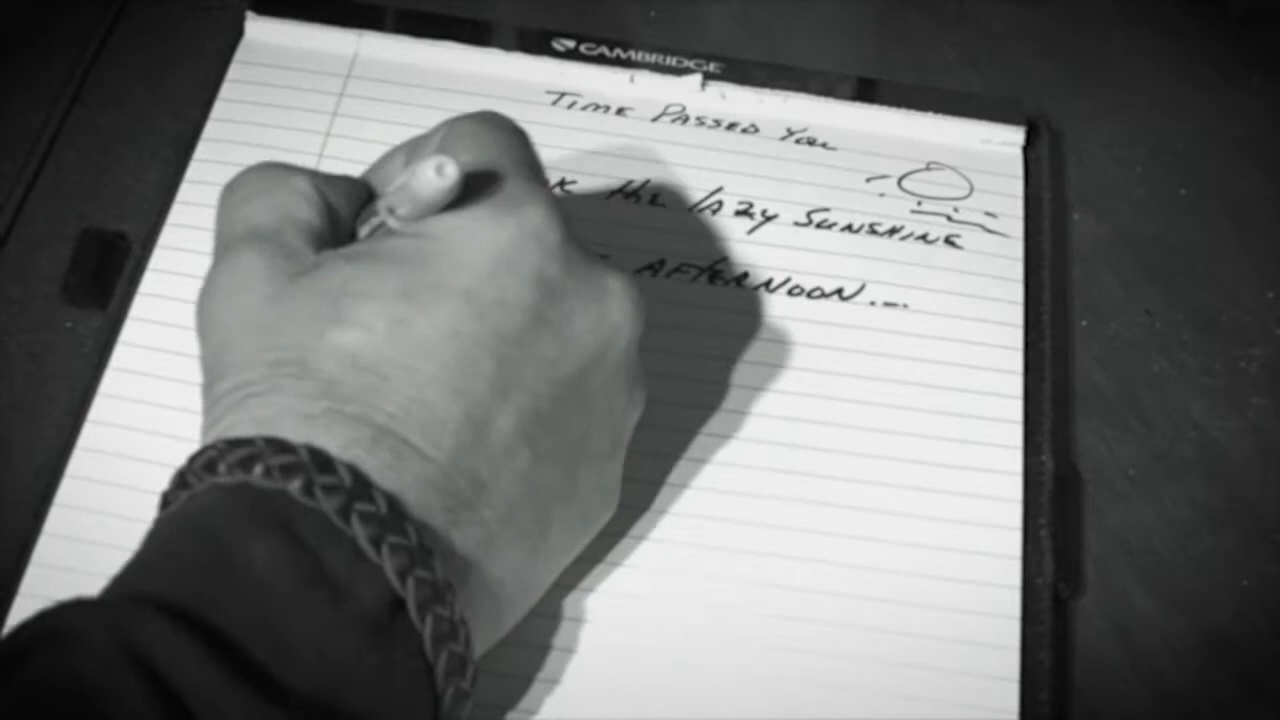 CAMBRIDGE
TIME PASSED YOU
THE LAZY SUNSHINE
AFTERNOON...